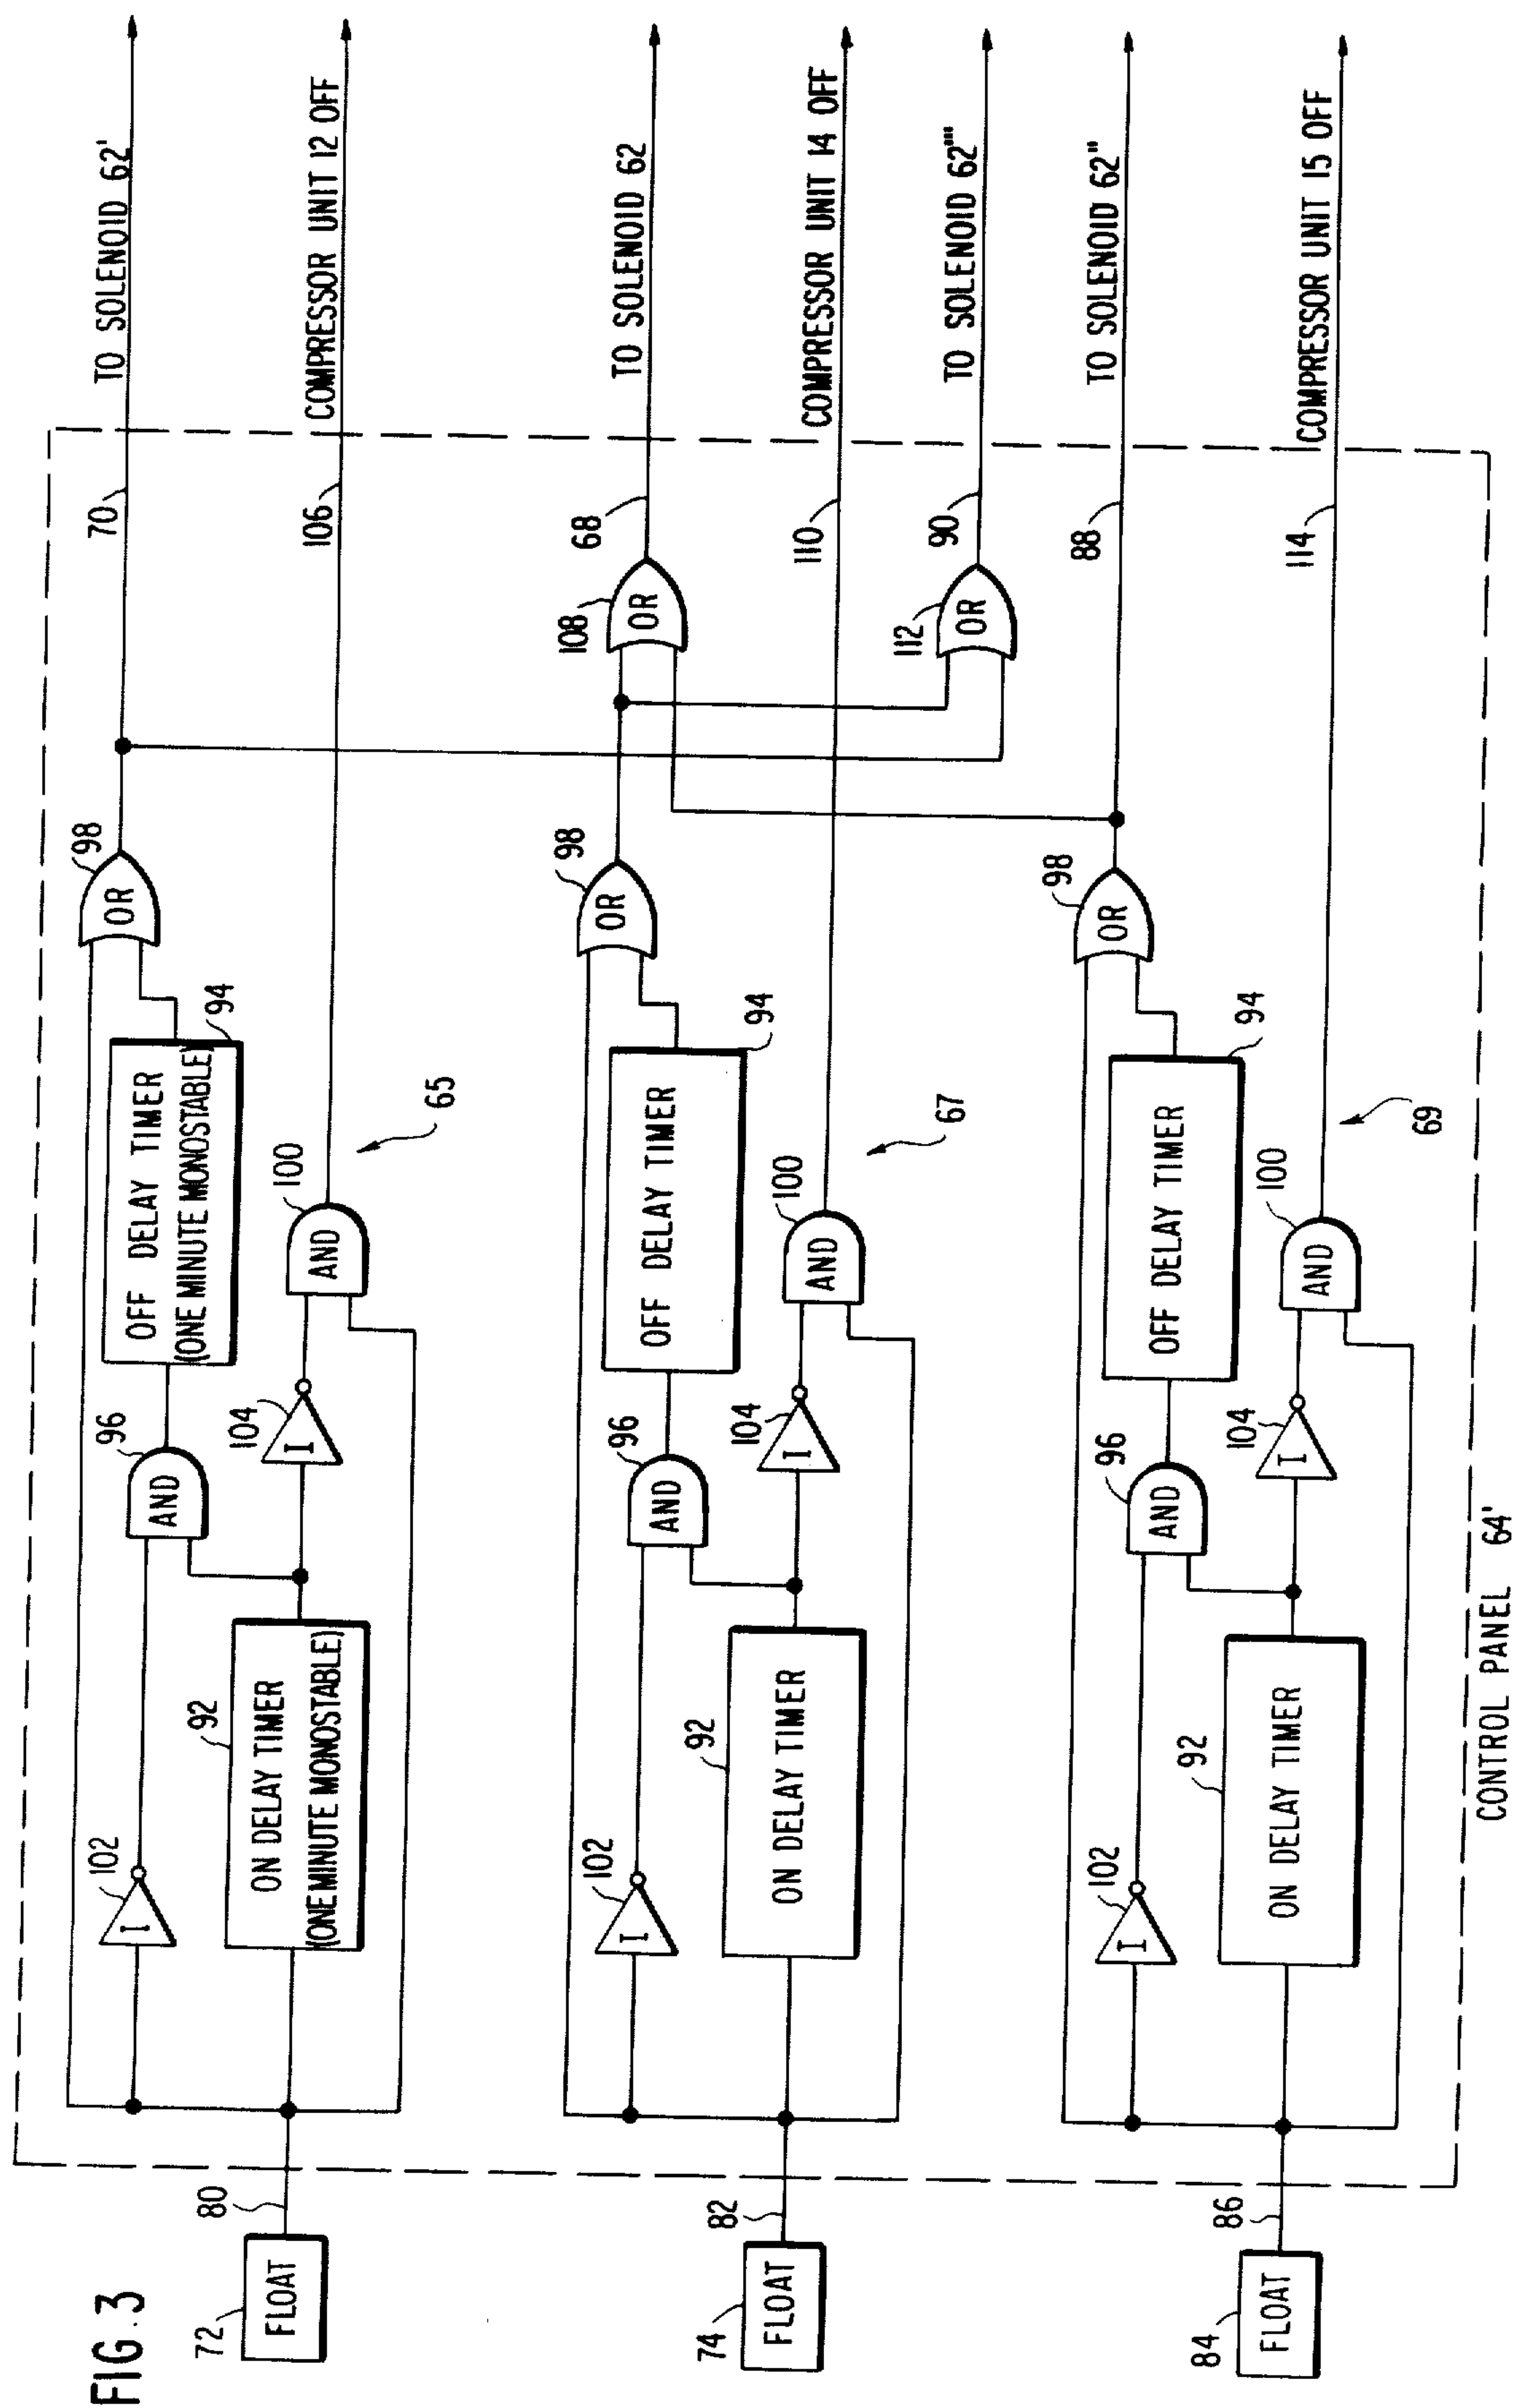 FIG.3
TO SOLENOID 62'
70
98
OR
94
OFF DELAY TIMER
(ONE MINUTE MONOSTABLE)
96
AND
102
I
COMPRESSOR UNIT 12 OFF
106
65
100
AND
104
I
92
ON DELAY TIMER
(ONE MINUTE MONOSTABLE)
80
72
FLOAT
TO SOLENOID 62
68
108
OR
98
OR
94
OFF DELAY TIMER
96
AND
102
I
COMPRESSOR UNIT 14 OFF
110
67
100
AND
104
I
92
ON DELAY TIMER
82
74
FLOAT
TO SOLENOID 62'''
90
112
OR
TO SOLENOID 62"
88
98
OR
94
OFF DELAY TIMER
96
AND
102
I
COMPRESSOR UNIT 15 OFF
114
69
100
AND
104
I
92
ON DELAY TIMER
86
84
FLOAT
CONTROL PANEL 64'